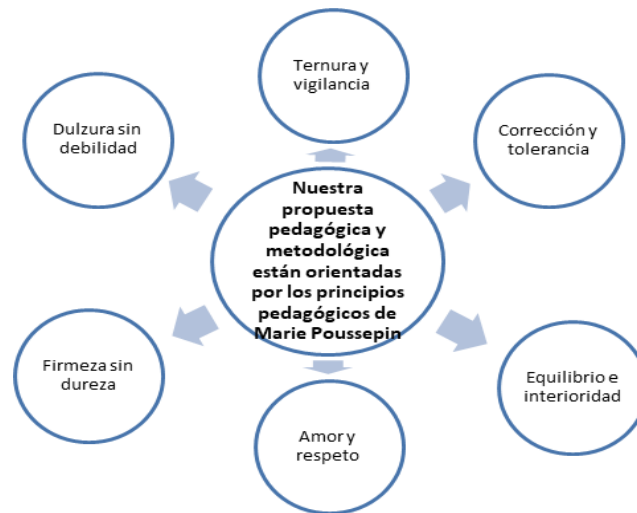 Ternura y
vigilancia
Dulzura sin
debilidad
Corrección y
tolerancia
Nuestra
propuesta
pedagógica y
metodológica
están orientadas
por los principios
pedagógicos de
Marie Poussepin
Firmeza sin
dureza
Equilibrio e
interioridad
Amor y
respeto